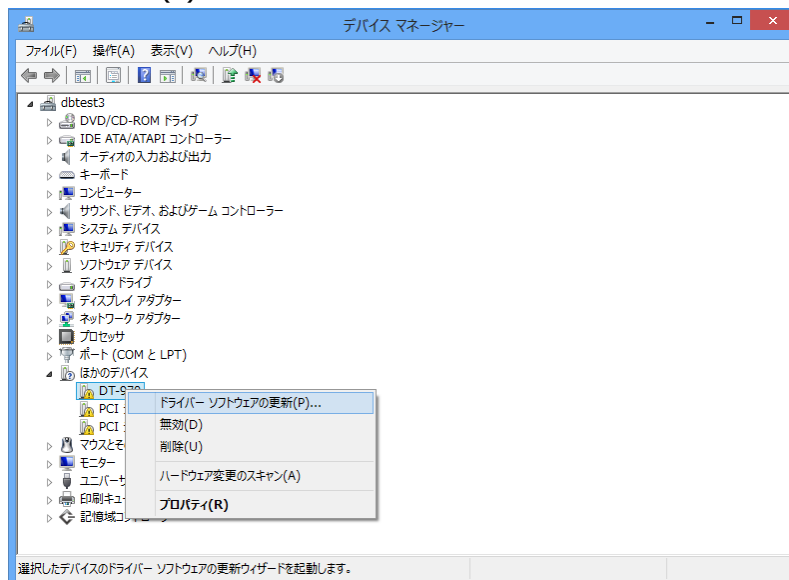 デバイス マネージャー
ファイル(F) 操作(A) 表示(V) ヘルプ(H)
dbtest3
DVD/CD-ROM ドライブ
IDE ATA/ATAPI コントローラー
オーディオの入力および出力
キーボード
コンピューター
サウンド、ビデオ、およびゲーム コントローラー
システム デバイス
セキュリティ デバイス
ソフトウェア デバイス
ディスク ドライブ
ディスプレイ アダプター
ネットワーク アダプター
プロセッサ
ポート (COM と LPT)
ほかのデバイス
DT-970
PCI
PCI
マウスとそ
モニター
ユニバーサ
印刷キュー
記憶域コントローラー
ドライバー ソフトウェアの更新(P)...
無効(D)
削除(U)
ハードウェア変更のスキャン(A)
プロパティ(R)
選択したデバイスのドライバー ソフトウェアの更新ウィザードを起動します。